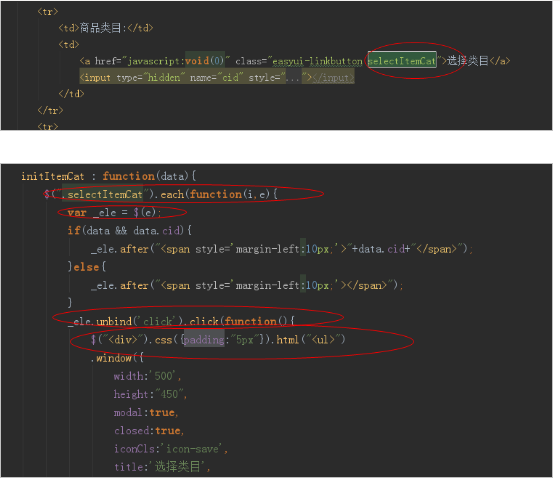 <tr>
<td>商品类目:</td>
<td>
<a href="javascript:void(0)" class="easyui-linkbutton selectItemCat">选择类目</a>
<input type="hidden" name="cid" style="..."></input>
</td>
</tr>
<tr>
initItemCat : function(data){
$(".selectItemCat").each(function(i,e){
var _ele = $(e);
if(data && data.cid){
_ele.after("<span style='margin-left:10px;'>"+data.cid+"</span>");
}else{
_ele.after("<span style='margin-left:10px;'></span>");
}
_ele.unbind('click').click(function(){
$("<div>").css({padding:"5px"}).html("<ul>")
.window({
width:'500',
height:"450",
modal:true,
closed:true,
iconCls:'icon-save',
title:'选择类目',